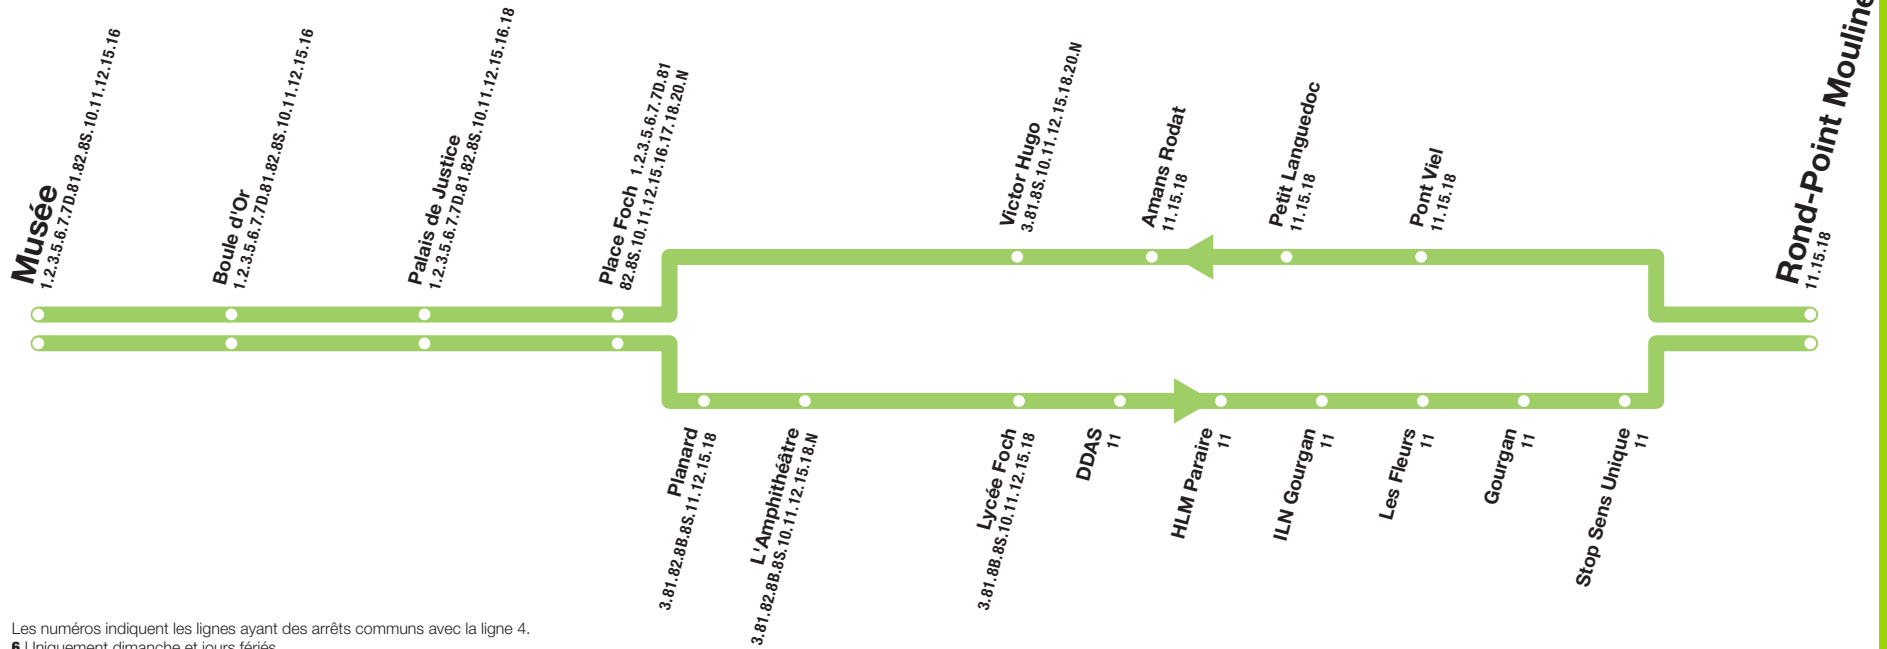 Musée
1.2.3.5.6.7.7D.81.82.8S.10.11.12.15.16
Boule d'Or
1.2.3.5.6.7.7D.81.82.8S.10.11.12.15.16
Palais de Justice
1.2.3.5.6.7.7D.81.82.8S.10.11.12.15.16.18
Place Foch 1.2.3.5.6.7.7D.81
82.8S.10.11.12.15.16.17.18.20.N
Victor Hugo
3.81.8S.10.11.12.15.18.20.N
Amans Rodat
11.15.18
Petit Languedoc
11.15.18
Pont Viel
11.15.18
Rond-Point Mouline
11.15.18
Planard
3.81.82.8B.8S.11.12.15.18
L'Amphithéâtre
3.81.82.8B.8S.10.11.12.15.18.N
Lycée Foch
3.81.8B.8S.10.11.12.15.18
DDAS
11
HLM Paraire
11
ILN Gourgan
11
Les Fleurs
11
Gourgan
11
Stop Sens Unique
11
Les numéros indiquent les lignes ayant des arrêts communs avec la ligne 4.
6 Uniquement dimanche et jours fériés